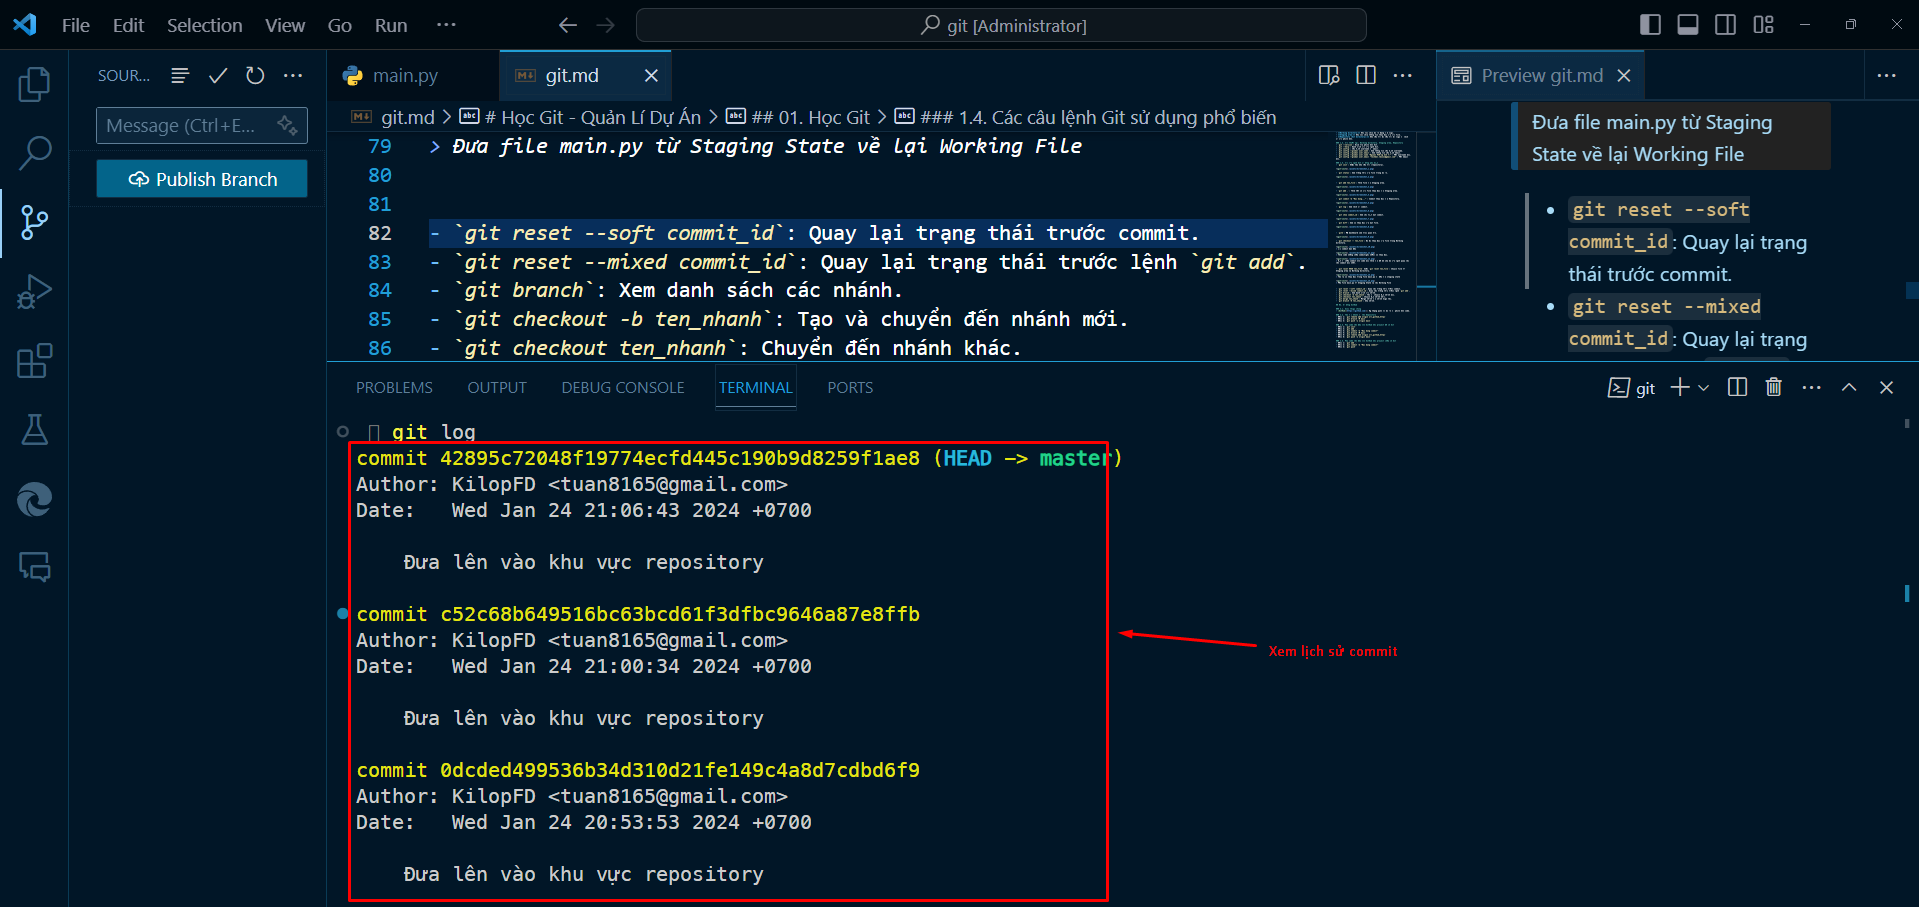 File Edit Selection View Go Run ···
git [Administrator]
SOUR...
Message (Ctrl+E...
Publish Branch
main.py
git.md
git.md > # Học Git - Quản Lí Dự Án > ## 01. Học Git > ### 1.4. Các câu lệnh Git sử dụng phổ biến
79 > Đưa file main.py từ Staging State về lại Working File
80
81
82 - `git reset --soft commit_id`: Quay lại trạng thái trước commit.
83 - `git reset --mixed commit_id`: Quay lại trạng thái trước lệnh `git add`.
84 - `git branch`: Xem danh sách các nhánh.
85 - `git checkout -b ten_nhanh`: Tạo và chuyển đến nhánh mới.
86 - `git checkout ten_nhanh`: Chuyển đến nhánh khác.
Preview git.md
Đưa file main.py từ Staging
State về lại Working File
• git reset --soft
commit_id: Quay lại trạng
thái trước commit.
• git reset --mixed
commit_id: Quay lại trạng
PROBLEMS OUTPUT DEBUG CONSOLE TERMINAL PORTS
git
git log
commit 42895c72048f19774ecfd445c190b9d8259f1ae8 (HEAD -> master)
Author: KilopFD <tuan8165@gmail.com>
Date:   Wed Jan 24 21:06:43 2024 +0700
Đưa lên vào khu vực repository
commit c52c68b649516bc63bcd61f3dfbc9646a87e8ffb
Author: KilopFD <tuan8165@gmail.com>
Date:   Wed Jan 24 21:00:34 2024 +0700
Đưa lên vào khu vực repository
commit 0dcded499536b34d310d21fe149c4a8d7cdbd6f9
Author: KilopFD <tuan8165@gmail.com>
Date:   Wed Jan 24 20:53:53 2024 +0700
Đưa lên vào khu vực repository
Xem lịch sử commit